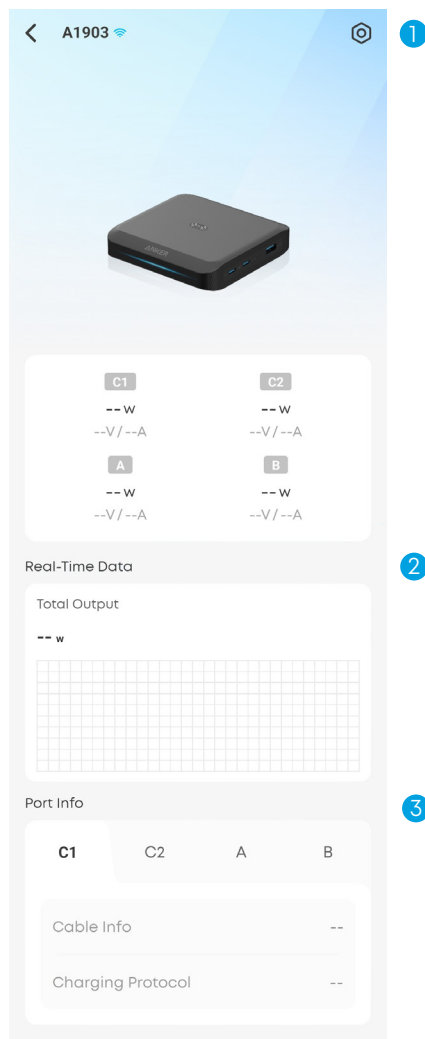 A1903
1
ANKER
C1 C2
--W --W
--V/--A --V/--A
A B
--W --W
--V/--A --V/--A
Real-Time Data
2
Total Output
-- w
Port Info
3
C1 C2 A B
Cable Info --
Charging Protocol --